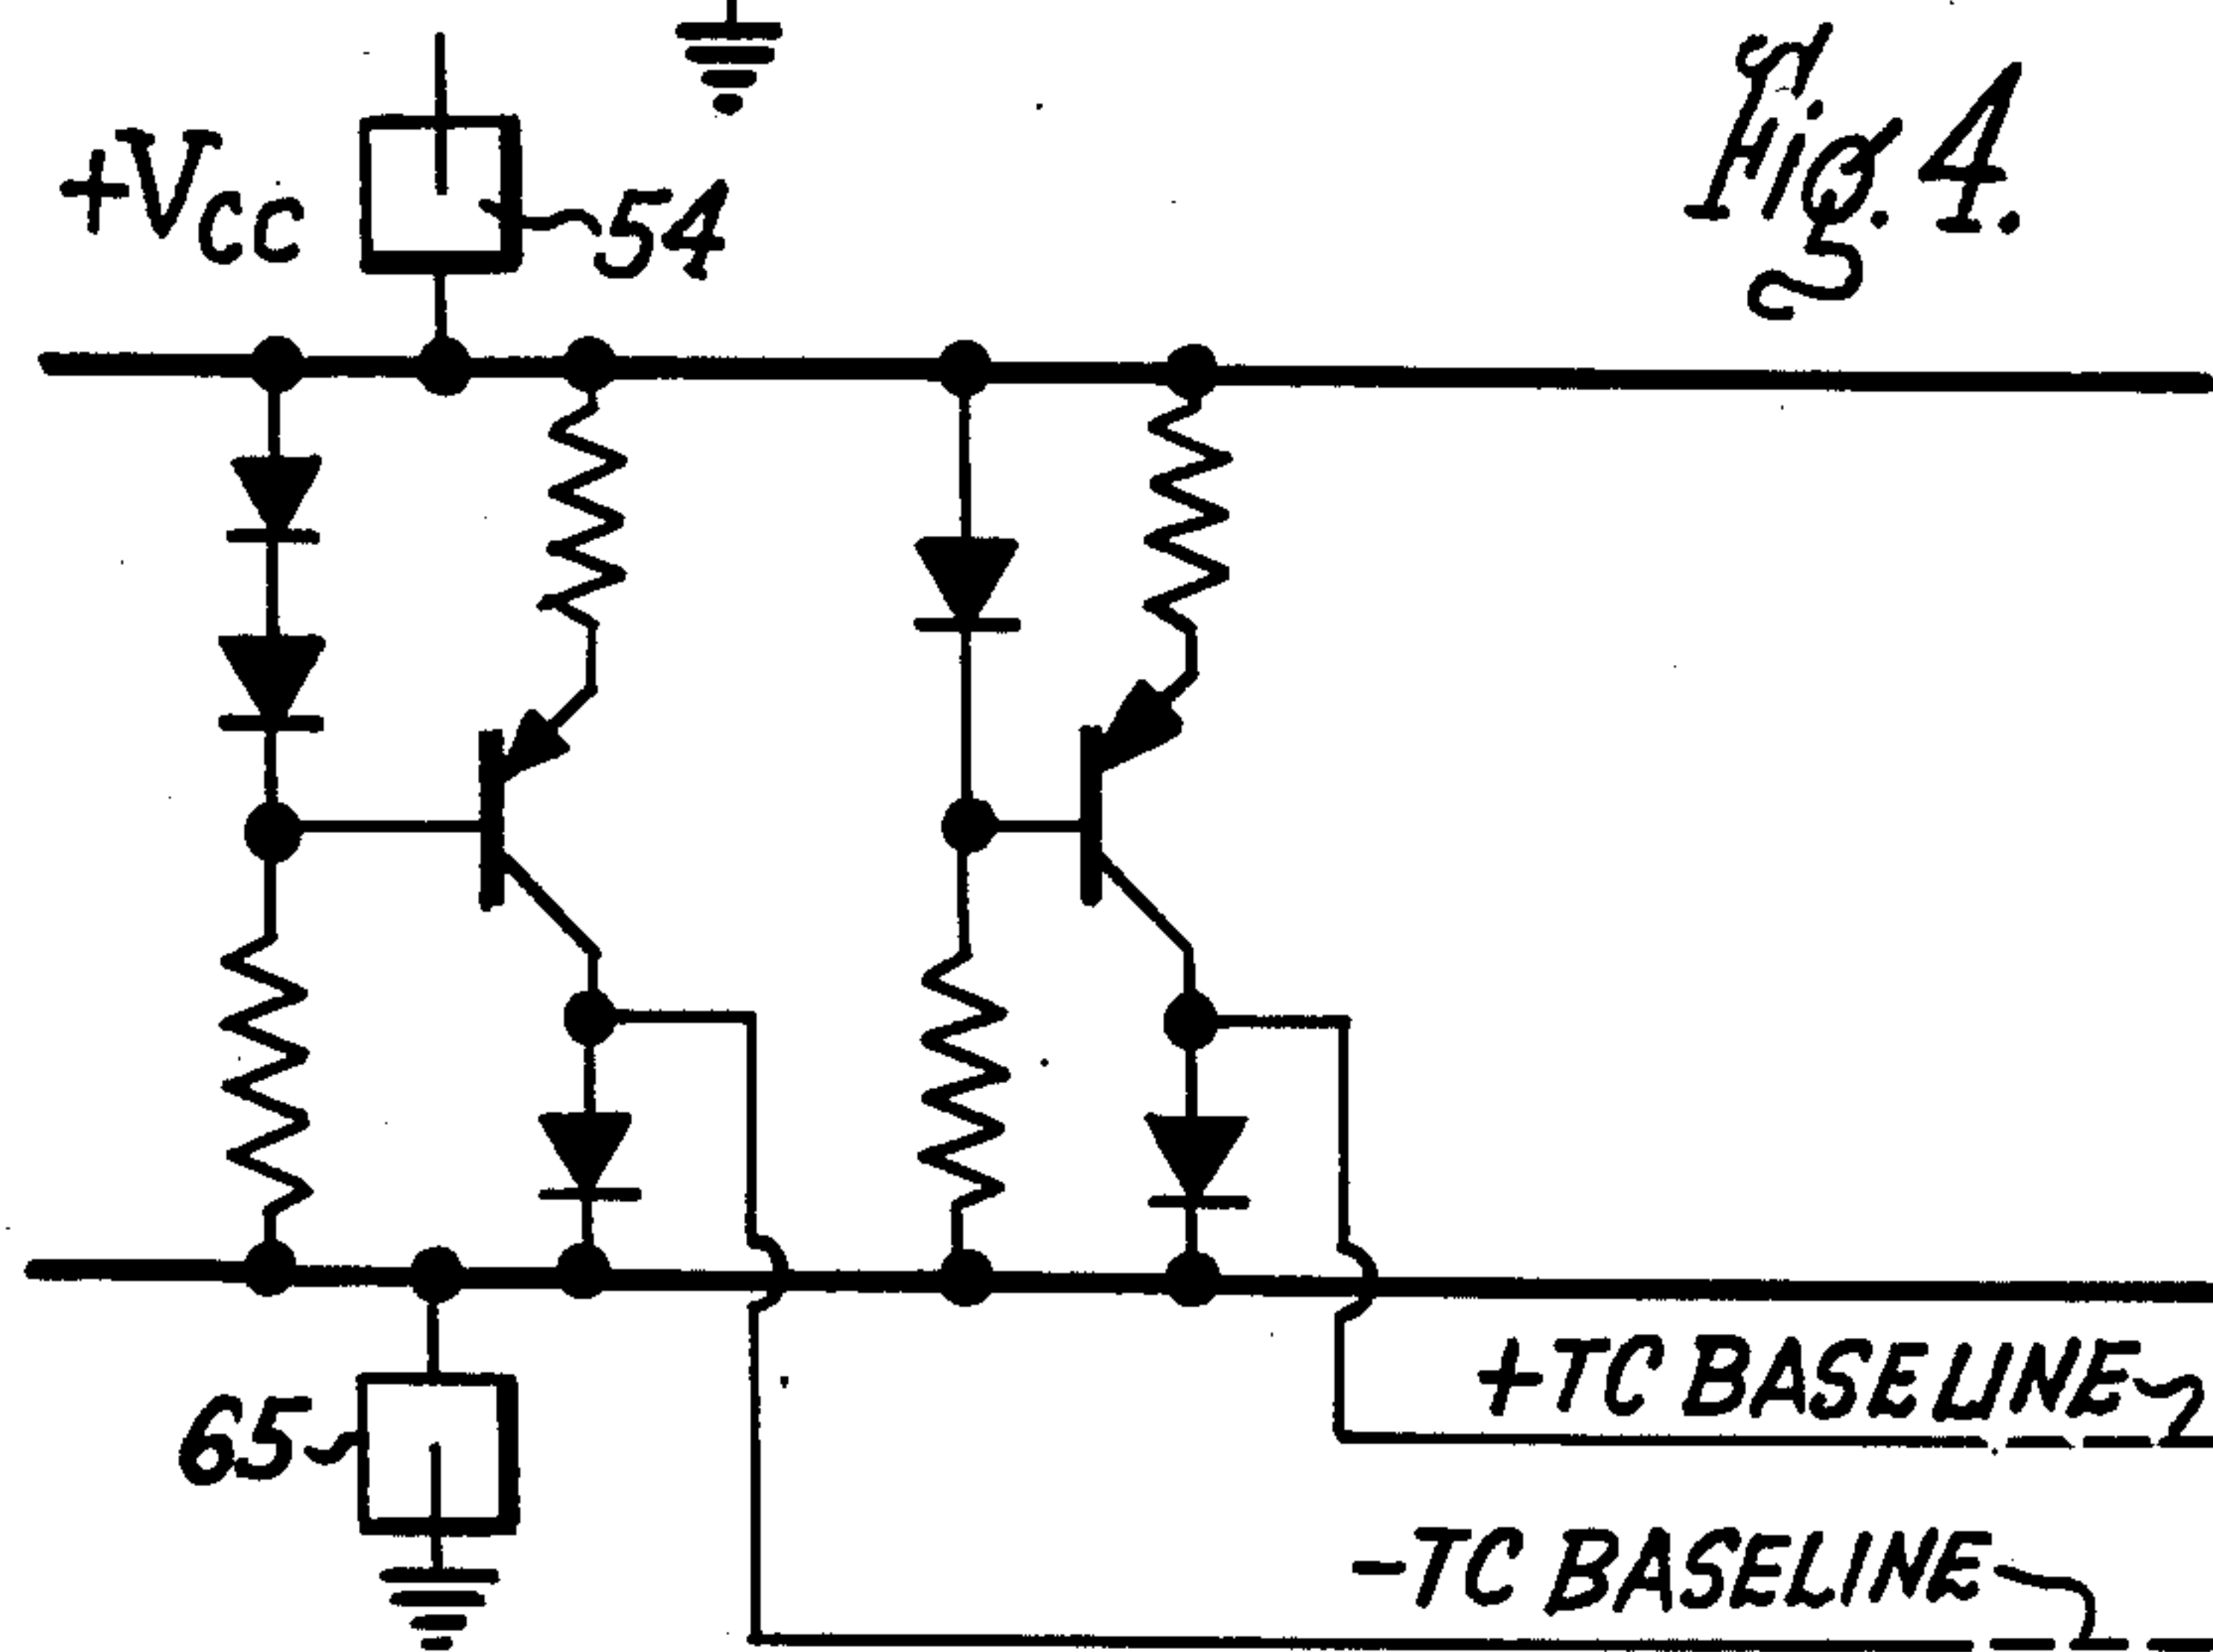 Fig. 4.
+VCC
54
+TC BASELINE
65
-TC BASELINE